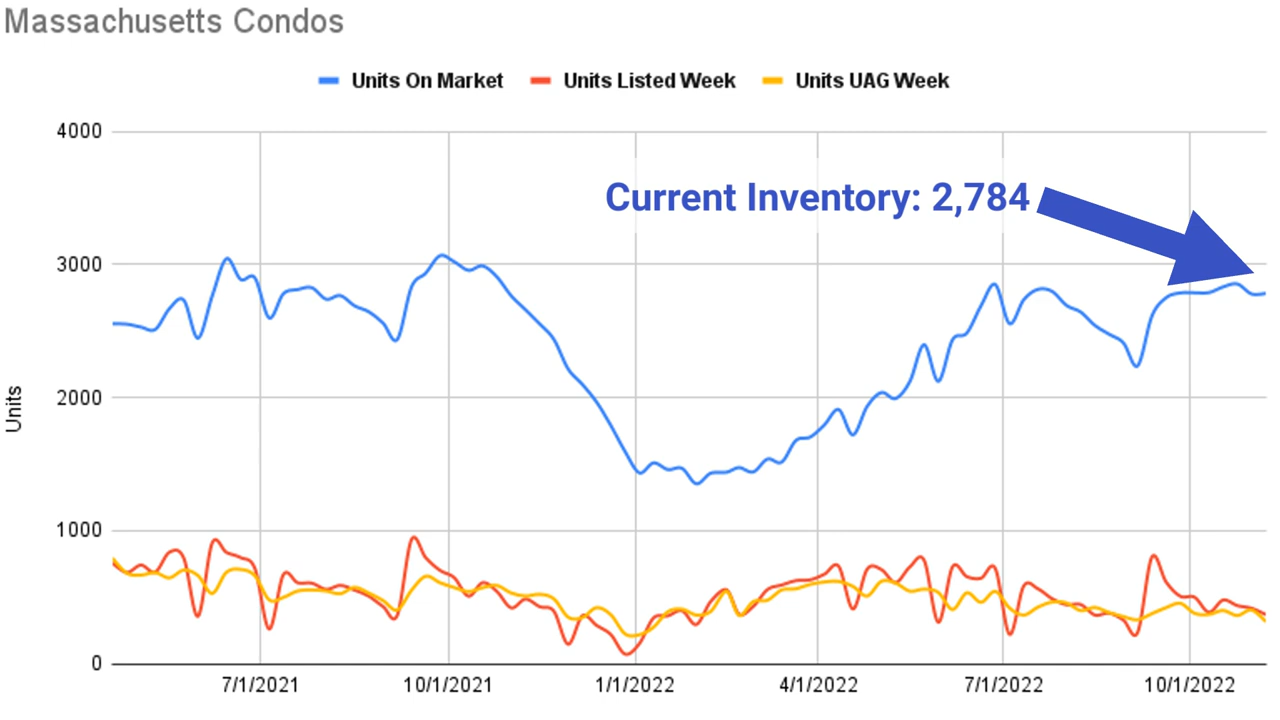 Massachusetts Condos
Units On Market Units Listed Week Units UAG Week
4000
Current Inventory: 2,784
3000
2000
Units
1000
0
7/1/2021 10/1/2021 1/1/2022 4/1/2022 7/1/2022 10/1/2022